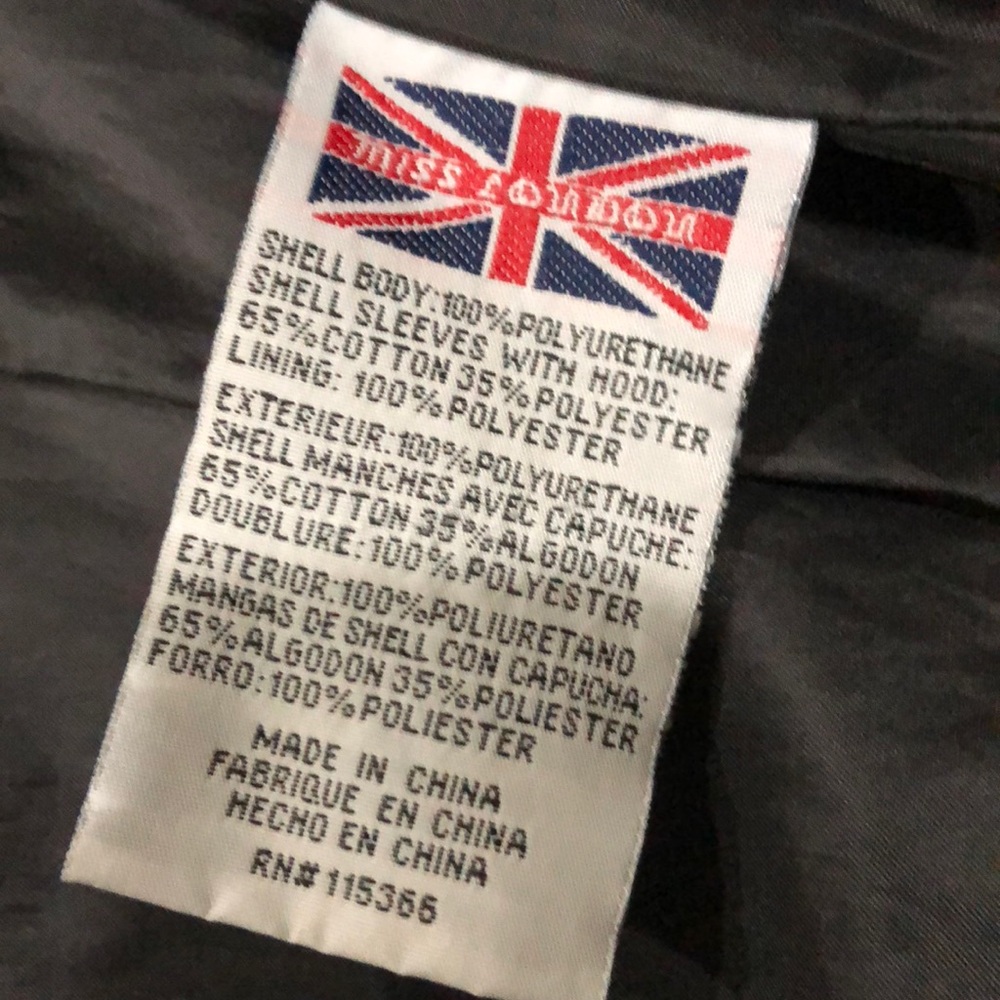 MISS LONDON
SHELL BODY:100%POLYURETHANE
SHELL SLEEVES WITH HOOD:
65%COTTON 35%POLYESTER
LINING: 100%POLYESTER
EXTERIEUR:100%POLYURETHANE
SHELL MANCHES AVEC CAPUCHE:
65%COTTON 35%ALGODON
DOUBLURE:100%POLYESTER
EXTERIOR:100%POLIURETANO
MANGAS DE SHELL CON CAPUCHA:
65%ALGODON 35%POLIESTER
FORRO:100%POLIESTER
MADE IN CHINA
FABRIQUE EN CHINA
HECHO EN CHINA
RN# 115366